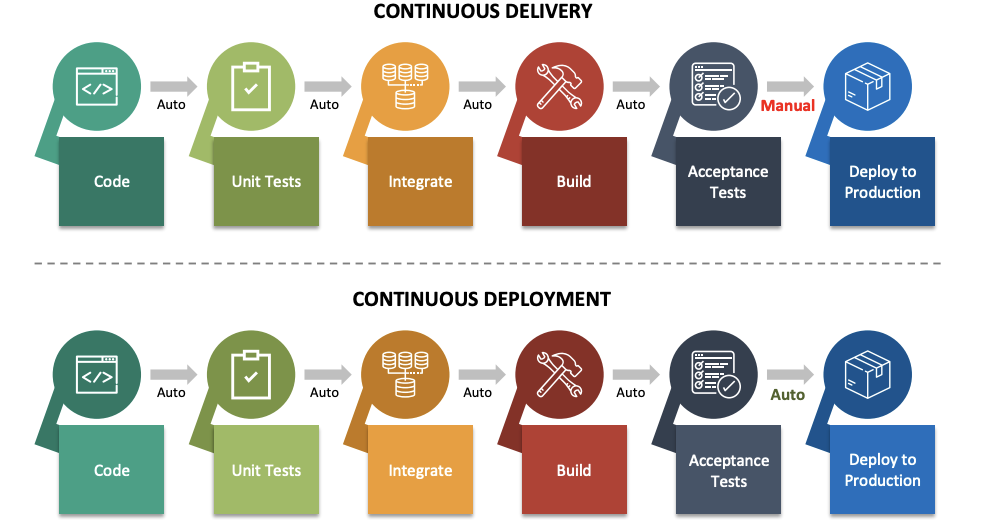 CONTINUOUS DELIVERY
</>
Auto
Auto
Auto
Auto
Manual
Code
Unit Tests
Integrate
Build
Acceptance
Tests
Deploy to
Production
CONTINUOUS DEPLOYMENT
</>
Auto
Auto
Auto
Auto
Auto
Code
Unit Tests
Integrate
Build
Acceptance
Tests
Deploy to
Production